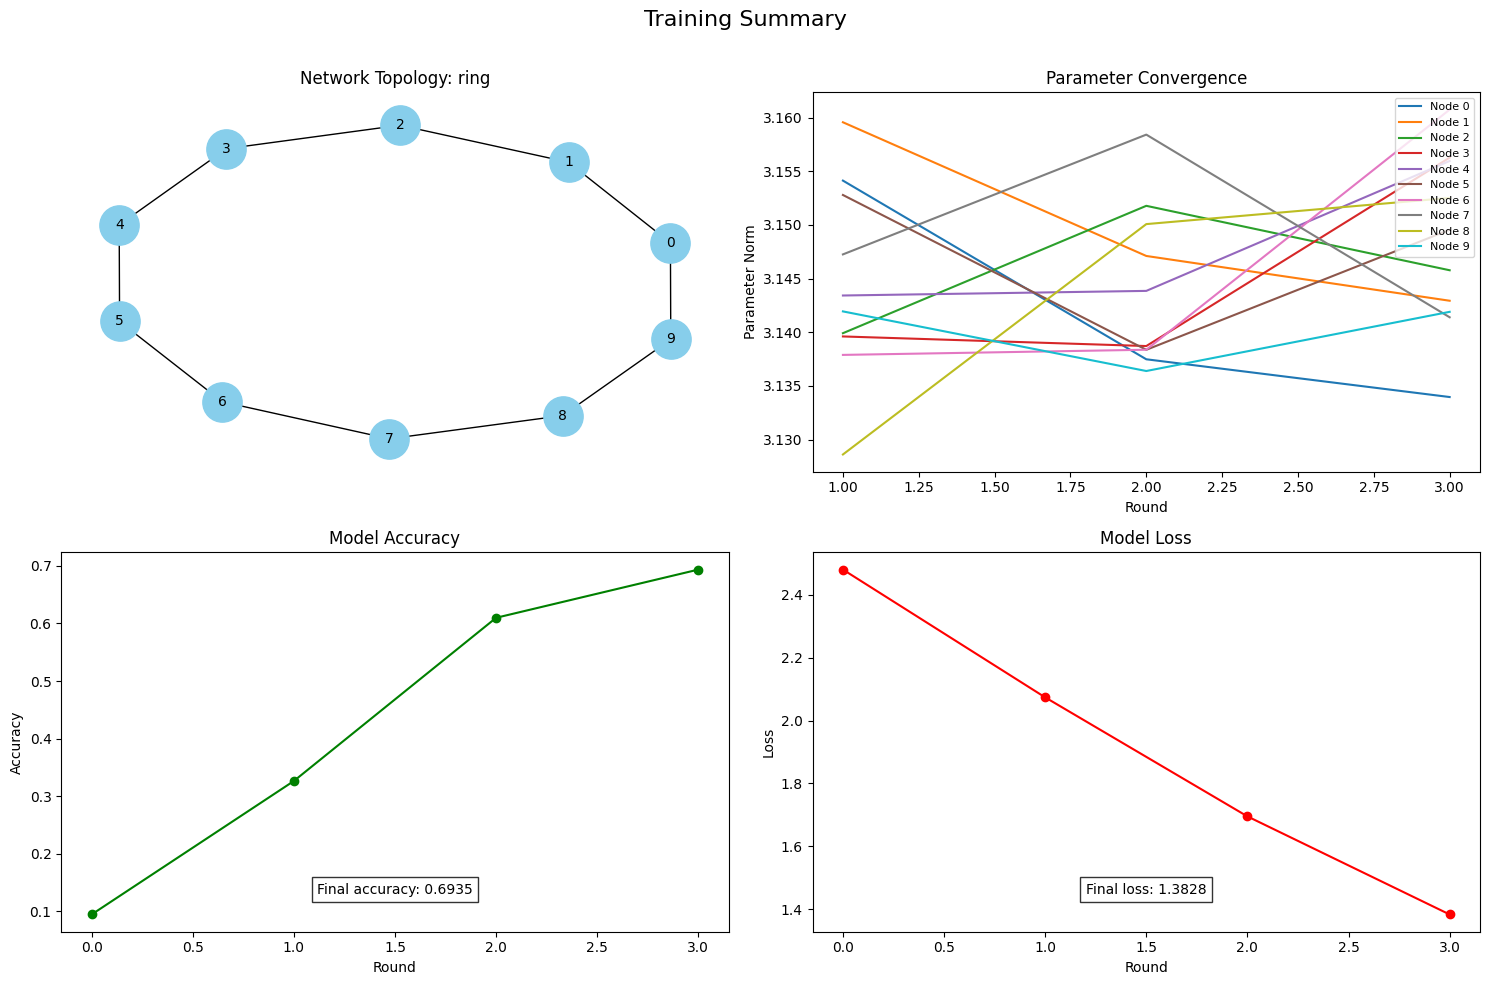 Training Summary
Network Topology: ring
2
3
1
4
0
5
9
6
8
7
Parameter Convergence
Parameter Norm
3.160
3.155
3.150
3.145
3.140
3.135
3.130
Node 0
Node 1
Node 2
Node 3
Node 4
Node 5
Node 6
Node 7
Node 8
Node 9
1.00 1.25 1.50 1.75 2.00 2.25 2.50 2.75 3.00
Round
Model Accuracy
Accuracy
0.7
0.6
0.5
0.4
0.3
0.2
0.1
Final accuracy: 0.6935
0.0 0.5 1.0 1.5 2.0 2.5 3.0
Round
Model Loss
Loss
2.4
2.2
2.0
1.8
1.6
1.4
Final loss: 1.3828
0.0 0.5 1.0 1.5 2.0 2.5 3.0
Round